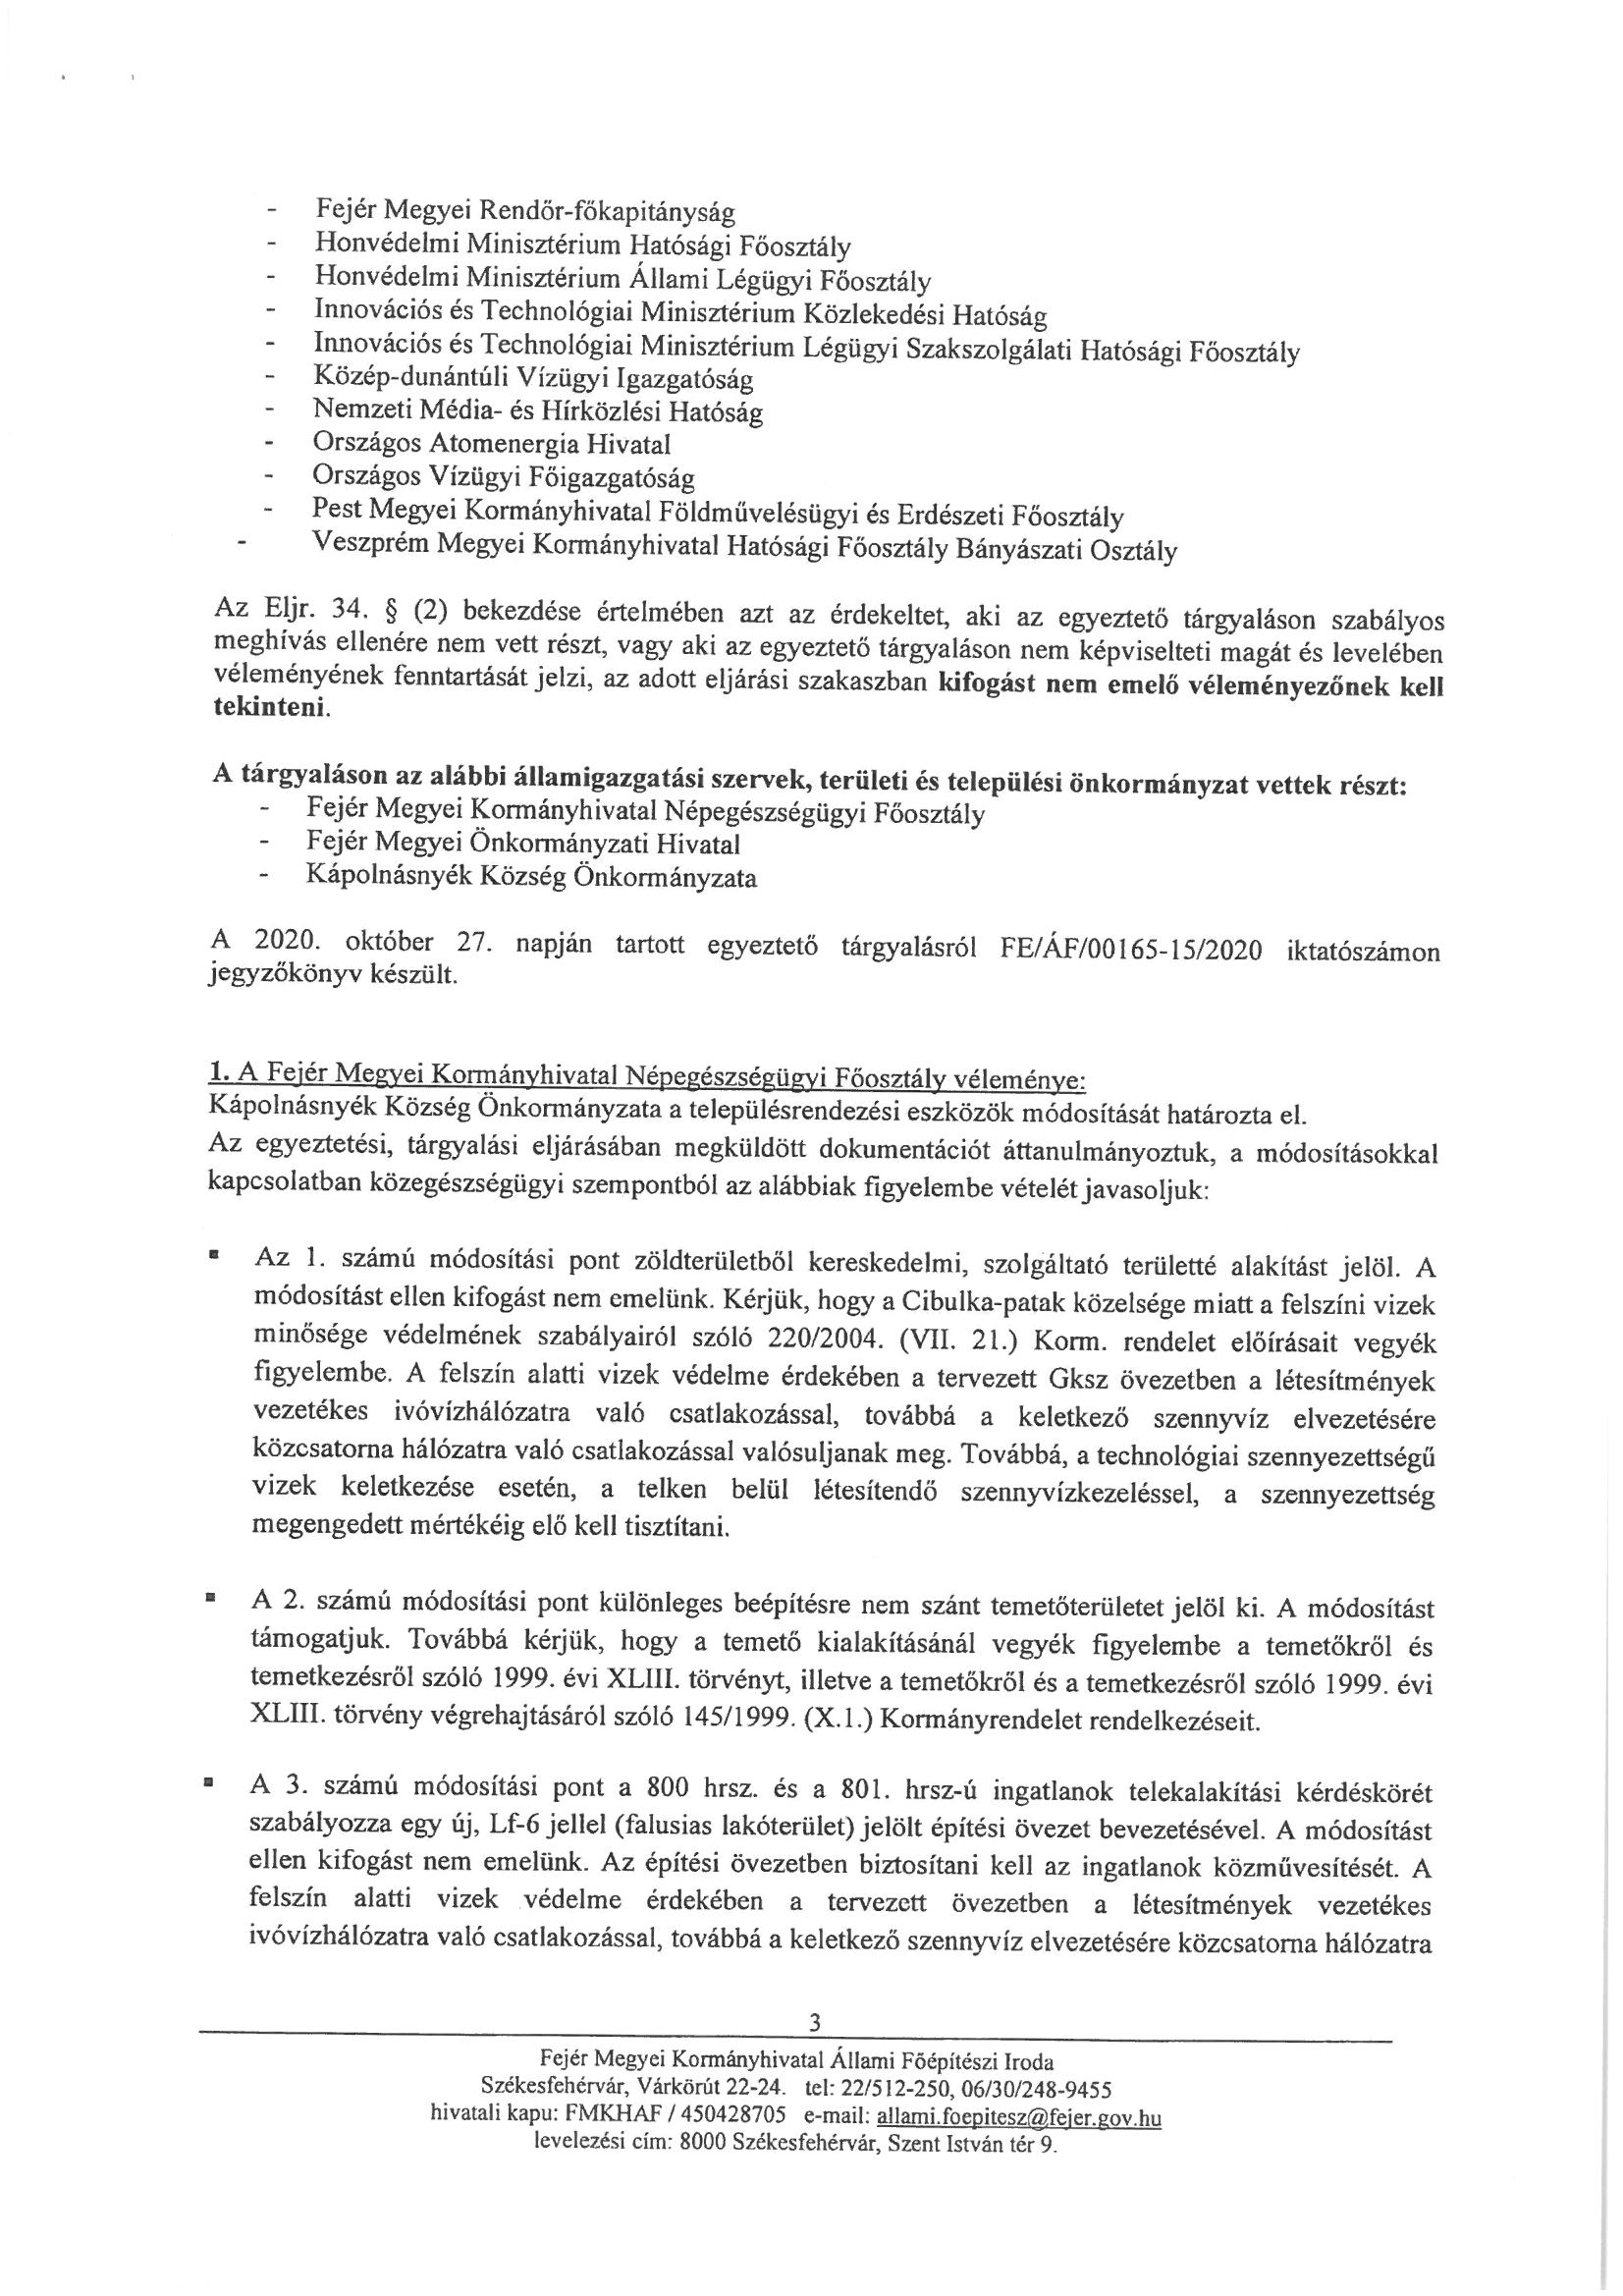 - Fejér Megyei Rendőr-főkapitányság
- Honvédelmi Minisztérium Hatósági Főosztály
- Honvédelmi Minisztérium Állami Légügyi Főosztály
- Innovációs és Technológiai Minisztérium Közlekedési Hatóság
- Innovációs és Technológiai Minisztérium Légügyi Szakszolgálati Hatósági Főosztály
- Közép-dunántúli Vízügyi Igazgatóság
- Nemzeti Média- és Hírközlési Hatóság
- Országos Atomenergia Hivatal
- Országos Vízügyi Főigazgatóság
- Pest Megyei Kormányhivatal Földművelésügyi és Erdészeti Főosztály
- Veszprém Megyei Kormányhivatal Hatósági Főosztály Bányászati Osztály
Az Eljr. 34. § (2) bekezdése értelmében azt az érdekeltet, aki az egyeztető tárgyaláson szabályos
meghívás ellenére nem vett részt, vagy aki az egyeztető tárgyaláson nem képviselteti magát és levelében
véleményének fenntartását jelzi, az adott eljárási szakaszban kifogást nem emelő véleményezőnek kell
tekinteni.
A tárgyaláson az alábbi államigazgatási szervek, területi és települési önkormányzat vettek részt:
- Fejér Megyei Kormányhivatal Népegészségügyi Főosztály
- Fejér Megyei Önkormányzati Hivatal
- Kápolnásnyék Község Önkormányzata
A 2020. október 27. napján tartott egyeztető tárgyalásról FE/ÁF/00165-15/2020 iktatószámon
jegyzőkönyv készült.
1. A Fejér Megyei Kormányhivatal Népegészségügyi Főosztály véleménye:
Kápolnásnyék Község Önkormányzata a településrendezési eszközök módosítását határozta el.
Az egyeztetési, tárgyalási eljárásában megküldött dokumentációt áttanulmányoztuk, a módosításokkal
kapcsolatban közegészségügyi szempontból az alábbiak figyelembe vételét javasoljuk:
▪ Az 1. számú módosítási pont zöldterületből kereskedelmi, szolgáltató területté alakítást jelöl. A
módosítást ellen kifogást nem emelünk. Kérjük, hogy a Cibulka-patak közelsége miatt a felszíni vizek
minősége védelmének szabályairól szóló 220/2004. (VII. 21.) Korm. rendelet előírásait vegyék
figyelembe. A felszín alatti vizek védelme érdekében a tervezett Gksz övezetben a létesítmények
vezetékes ivóvízhálózatra való csatlakozással, továbbá a keletkező szennyvíz elvezetésére
közcsatorna hálózatra való csatlakozással valósuljanak meg. Továbbá, a technológiai szennyezettségű
vizek keletkezése esetén, a telken belül létesítendő szennyvízkezeléssel, a szennyezettség
megengedett mértékéig elő kell tisztítani.
▪ A 2. számú módosítási pont különleges beépítésre nem szánt temetőterületet jelöl ki. A módosítást
támogatjuk. Továbbá kérjük, hogy a temető kialakításánál vegyék figyelembe a temetőkről és
temetkezésről szóló 1999. évi XLIII. törvényt, illetve a temetőkről és a temetkezésről szóló 1999. évi
XLIII. törvény végrehajtásáról szóló 145/1999. (X.1.) Kormányrendelet rendelkezéseit.
▪ A 3. számú módosítási pont a 800 hrsz. és a 801. hrsz-ú ingatlanok telekalakítási kérdéskörét
szabályozza egy új, Lf-6 jellel (falusias lakóterület) jelölt építési övezet bevezetésével. A módosítást
ellen kifogást nem emelünk. Az építési övezetben biztosítani kell az ingatlanok közművesítését. A
felszín alatti vizek védelme érdekében a tervezett övezetben a létesítmények vezetékes
ivóvízhálózatra való csatlakozással, továbbá a keletkező szennyvíz elvezetésére közcsatorna hálózatra
3
Fejér Megyei Kormányhivatal Állami Főépítészi Iroda
Székesfehérvár, Várkörút 22-24. tel: 22/512-250, 06/30/248-9455
hivatali kapu: FMKHAF / 450428705 e-mail: allami.foepitesz@fejer.gov.hu
levelezési cím: 8000 Székesfehérvár, Szent István tér 9.